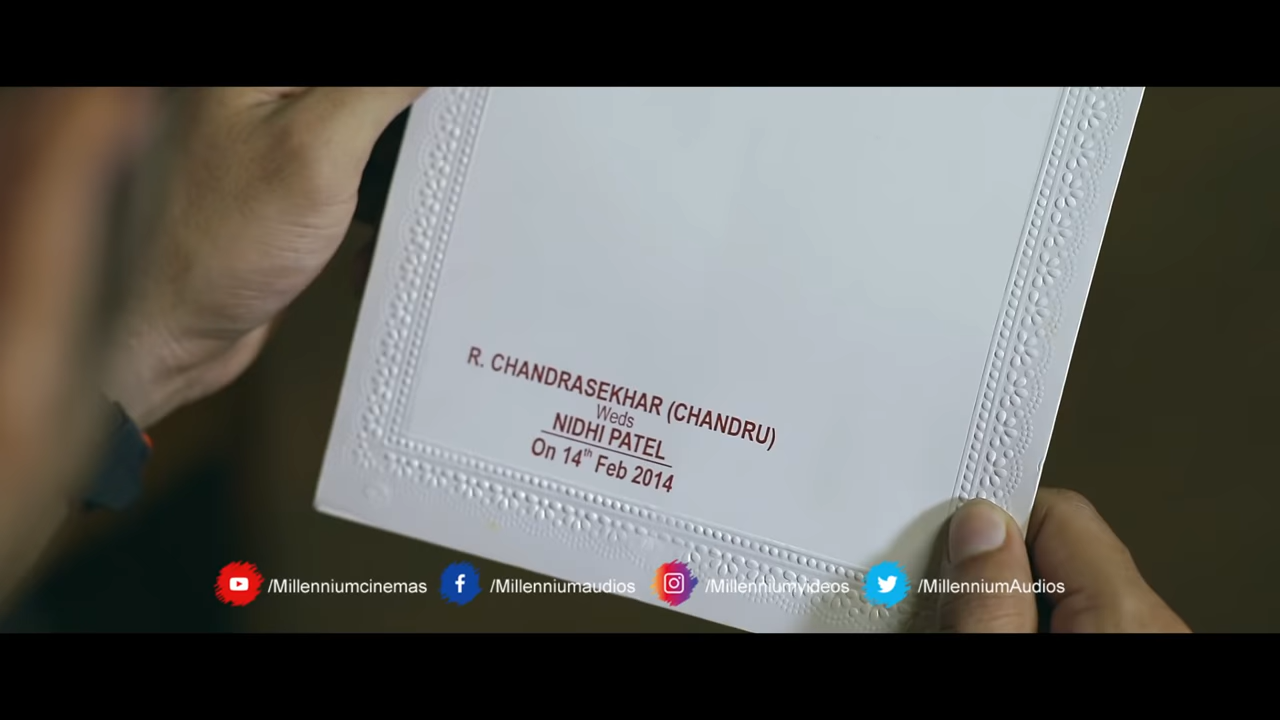 R. CHANDRASEKHAR (CHANDRU)
Weds
NIDHI PATEL
On 14th Feb 2014
/Millenniumcinemas /Millenniumaudios /Millenniumvideos /MillenniumAudios